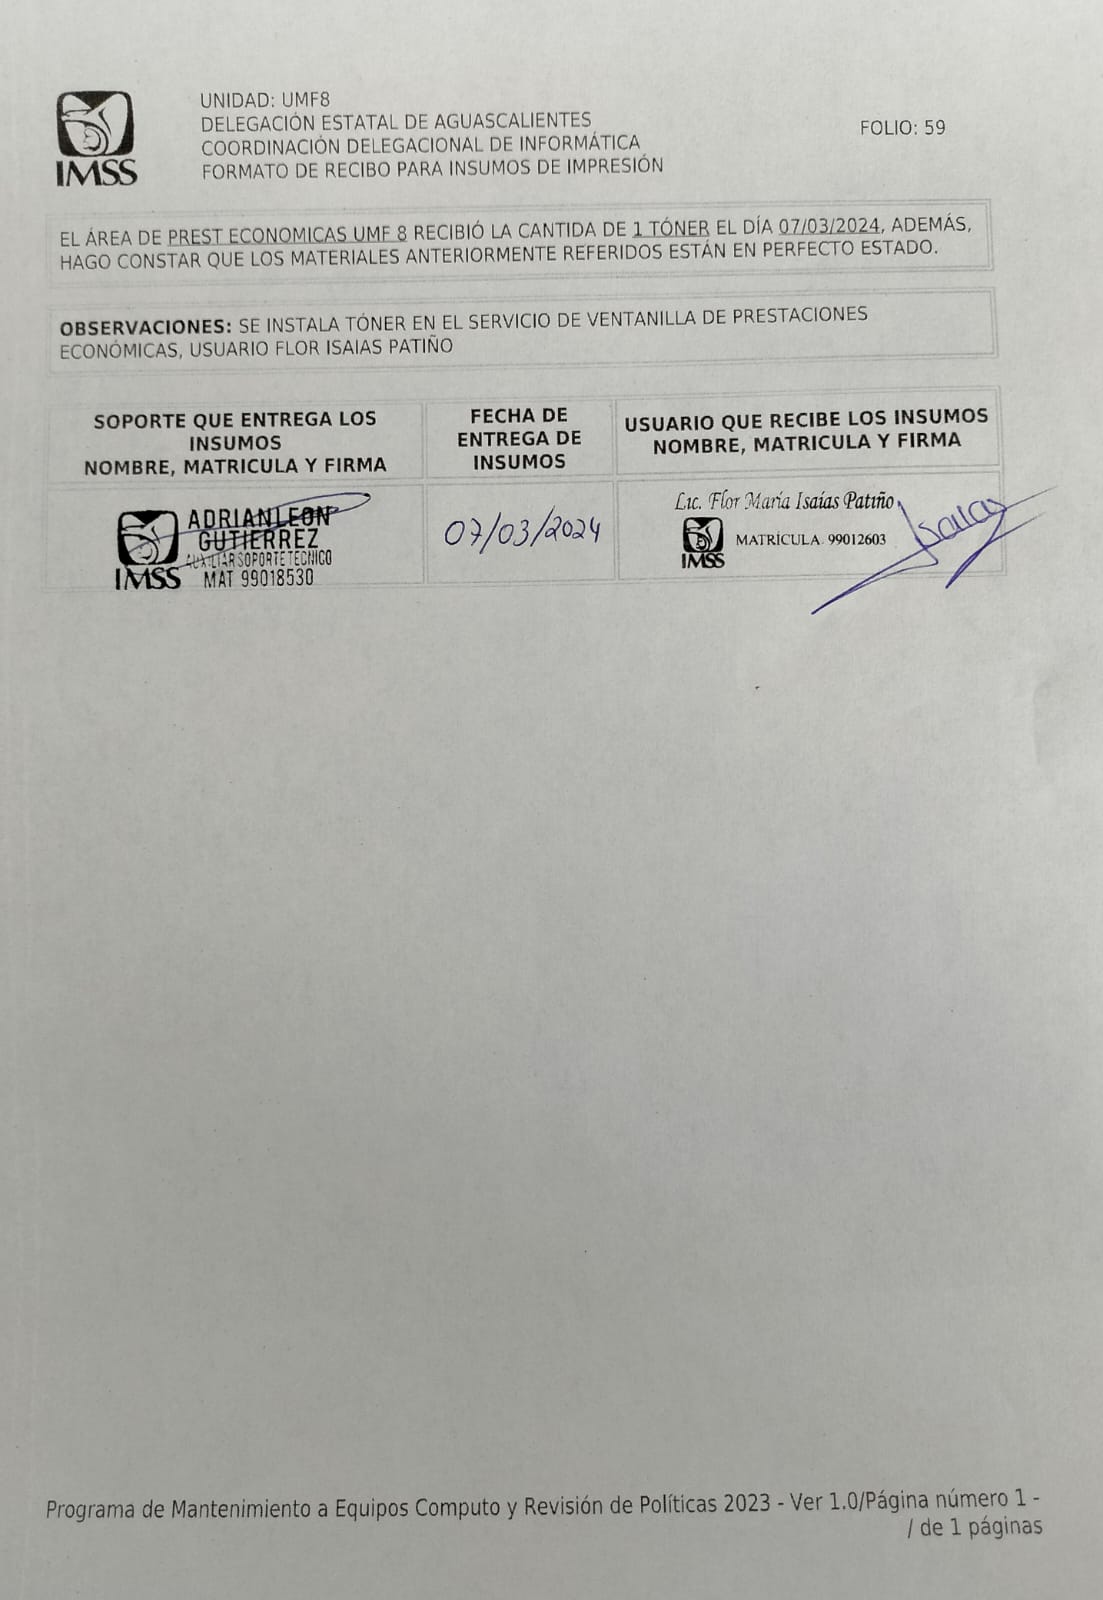 UNIDAD: UMF8
DELEGACIÓN ESTATAL DE AGUASCALIENTES
COORDINACIÓN DELEGACIONAL DE INFORMÁTICA
FORMATO DE RECIBO PARA INSUMOS DE IMPRESIÓN
FOLIO: 59
IMSS
EL ÁREA DE PREST ECONOMICAS UMF 8 RECIBIÓ LA CANTIDA DE 1 TÓNER EL DÍA 07/03/2024, ADEMÁS,
HAGO CONSTAR QUE LOS MATERIALES ANTERIORMENTE REFERIDOS ESTÁN EN PERFECTO ESTADO.
OBSERVACIONES: SE INSTALA TÓNER EN EL SERVICIO DE VENTANILLA DE PRESTACIONES
ECONÓMICAS, USUARIO FLOR ISAIAS PATIÑO
SOPORTE QUE ENTREGA LOS
INSUMOS
NOMBRE, MATRICULA Y FIRMA
FECHA DE
ENTREGA DE
INSUMOS
USUARIO QUE RECIBE LOS INSUMOS
NOMBRE, MATRICULA Y FIRMA
ADRIAN LEON
GUTIERREZ
AUXILIAR SOPORTE TECNICO
IMSS MAT 99018530
07/03/2024
Lic. Flor María Isaías Patiño
MATRÍCULA 99012603
IMSS
Isaias
Programa de Mantenimiento a Equipos Computo y Revisión de Políticas 2023 - Ver 1.0/Página número 1 -
/ de 1 páginas